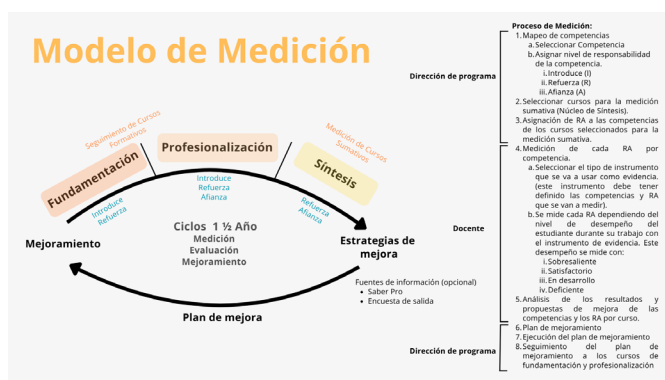 Modelo de Medición
Seguimiento de Cursos
Formativos
Fundamentación
Introduce
Refuerza
Profesionalización
Introduce
Refuerza
Afianza
Medición de Cursos
Sumativos
Síntesis
Refuerza
Afianza
Ciclos 1 ½ Año
Medición
Evaluación
Mejoramiento
Mejoramiento
Estrategias de
mejora
Plan de mejora
Fuentes de información (opcional)
• Saber Pro
• Encuesta de salida
Dirección de programa
Docente
Dirección de programa
Proceso de Medición:
1. Mapeo de competencias
a. Seleccionar Competencia
b. Asignar nivel de responsabilidad
de la competencia.
i. Introduce (I)
ii. Refuerza (R)
iii. Afianza (A)
2. Seleccionar cursos para la medición
sumativa (Núcleo de Síntesis).
3. Asignación de RA a las competencias
de los cursos seleccionados para la
medición sumativa.
4. Medición de cada RA por
competencia.
a. Seleccionar el tipo de instrumento
que se va a usar como evidencia.
(este instrumento debe tener
definido las competencias y RA
que se van a medir).
b. Se mide cada RA dependiendo del
nivel de desempeño del
estudiante durante su trabajo con
el instrumento de evidencia. Este
desempeño se mide con:
i. Sobresaliente
ii. Satisfactorio
iii. En desarrollo
iv. Deficiente
5. Análisis de los resultados y
propuestas de mejora de las
competencias y los RA por curso.
6. Plan de mejoramiento
7. Ejecución del plan de mejoramiento
8. Seguimiento del plan de
mejoramiento a los cursos de
fundamentación y profesionalización